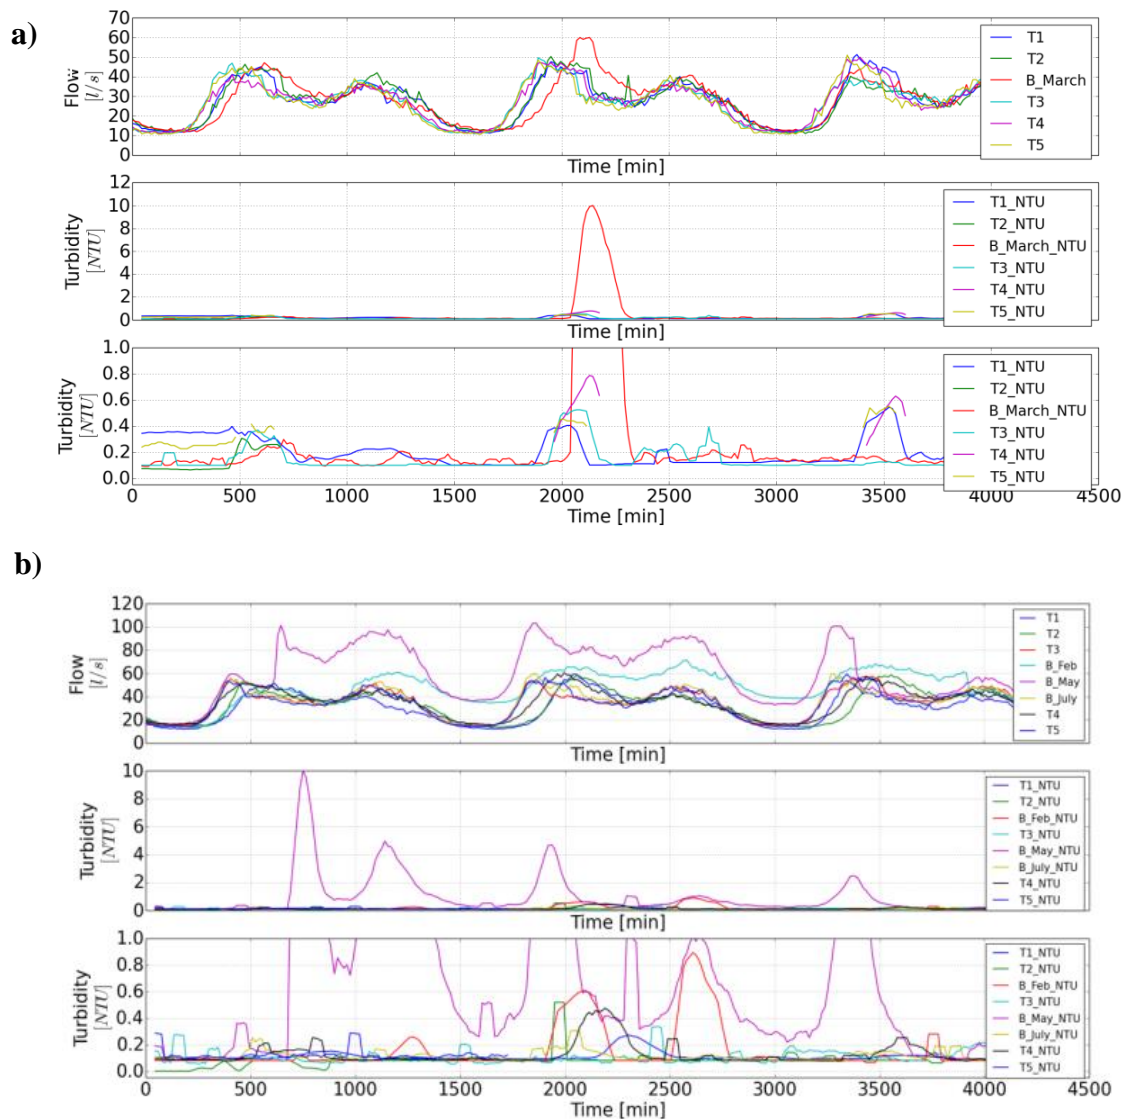 a)
70
60
50
40
30
20
10
0
Flow
[l/s]
T1
T2
B_March
T3
T4
T5
Time [min]
12
10
8
6
4
2
0
Turbidity
[NTU]
T1_NTU
T2_NTU
B_March_NTU
T3_NTU
T4_NTU
T5_NTU
Time [min]
1.0
0.8
0.6
0.4
0.2
0.0
Turbidity
[NTU]
T1_NTU
T2_NTU
B_March_NTU
T3_NTU
T4_NTU
T5_NTU
0 500 1000 1500 2000 2500 3000 3500 4000 4500
Time [min]
b)
120
100
80
60
40
20
0
Flow
[l/s]
T1
T2
T3
B_Feb
B_May
B_July
T4
T5
Time [min]
10
8
6
4
2
0
Turbidity
[NTU]
T1_NTU
T2_NTU
B_Feb_NTU
T3_NTU
B_May_NTU
B_July_NTU
T4_NTU
T5_NTU
Time [min]
1.0
0.8
0.6
0.4
0.2
0.0
Turbidity
[NTU]
T1_NTU
T2_NTU
B_Feb_NTU
T3_NTU
B_May_NTU
B_July_NTU
T4_NTU
T5_NTU
0 500 1000 1500 2000 2500 3000 3500 4000 4500
Time [min]